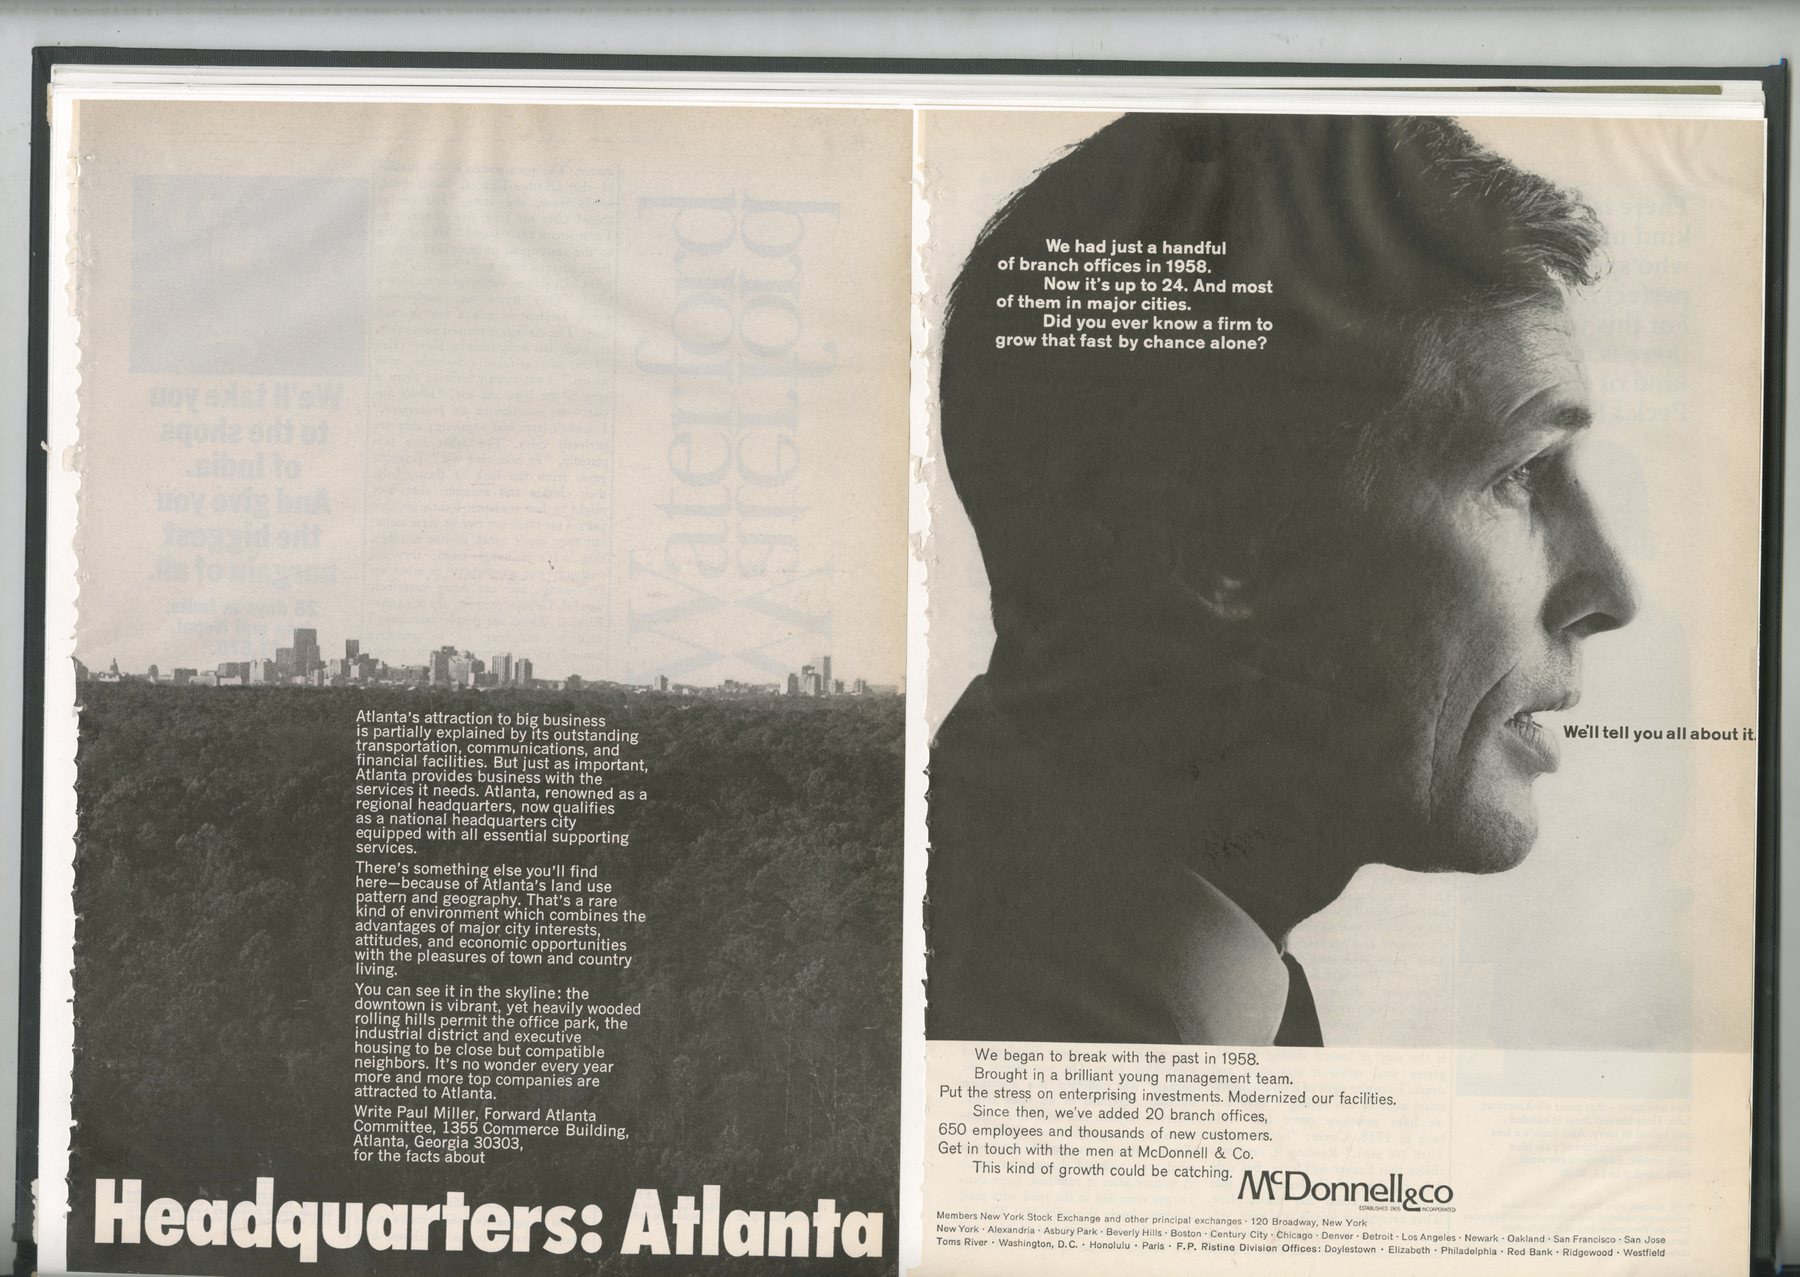 Atlanta's attraction to big business
is partially explained by its outstanding
transportation, communications, and
financial facilities. But just as important,
Atlanta provides business with the
services it needs. Atlanta, renowned as a
regional headquarters, now qualifies
as a national headquarters city
equipped with all essential supporting
services.
There's something else you'll find
here—because of Atlanta's land use
pattern and geography. That's a rare
kind of environment which combines the
advantages of major city interests,
attitudes, and economic opportunities
with the pleasures of town and country
living.
You can see it in the skyline: the
downtown is vibrant, yet heavily wooded
rolling hills permit the office park, the
industrial district and executive
housing to be close but compatible
neighbors. It's no wonder every year
more and more top companies are
attracted to Atlanta.
Write Paul Miller, Forward Atlanta
Committee, 1355 Commerce Building,
Atlanta, Georgia 30303,
for the facts about
Headquarters: Atlanta
We had just a handful
of branch offices in 1958.
Now it's up to 24. And most
of them in major cities.
Did you ever know a firm to
grow that fast by chance alone?
We'll tell you all about it.
We began to break with the past in 1958.
Brought in a brilliant young management team.
Put the stress on enterprising investments. Modernized our facilities.
Since then, we've added 20 branch offices,
650 employees and thousands of new customers.
Get in touch with the men at McDonnell & Co.
This kind of growth could be catching.
McDonnell&co
ESTABLISHED 1905 INCORPORATED
Members New York Stock Exchange and other principal exchanges · 120 Broadway, New York
New York · Alexandria · Asbury Park · Beverly Hills · Boston · Century City · Chicago · Denver · Detroit · Los Angeles · Newark · Oakland · San Francisco · San Jose
Toms River · Washington, D.C. · Honolulu · Paris · F.P. Ristine Division Offices: Doylestown · Elizabeth · Philadelphia · Red Bank · Ridgewood · Westfield